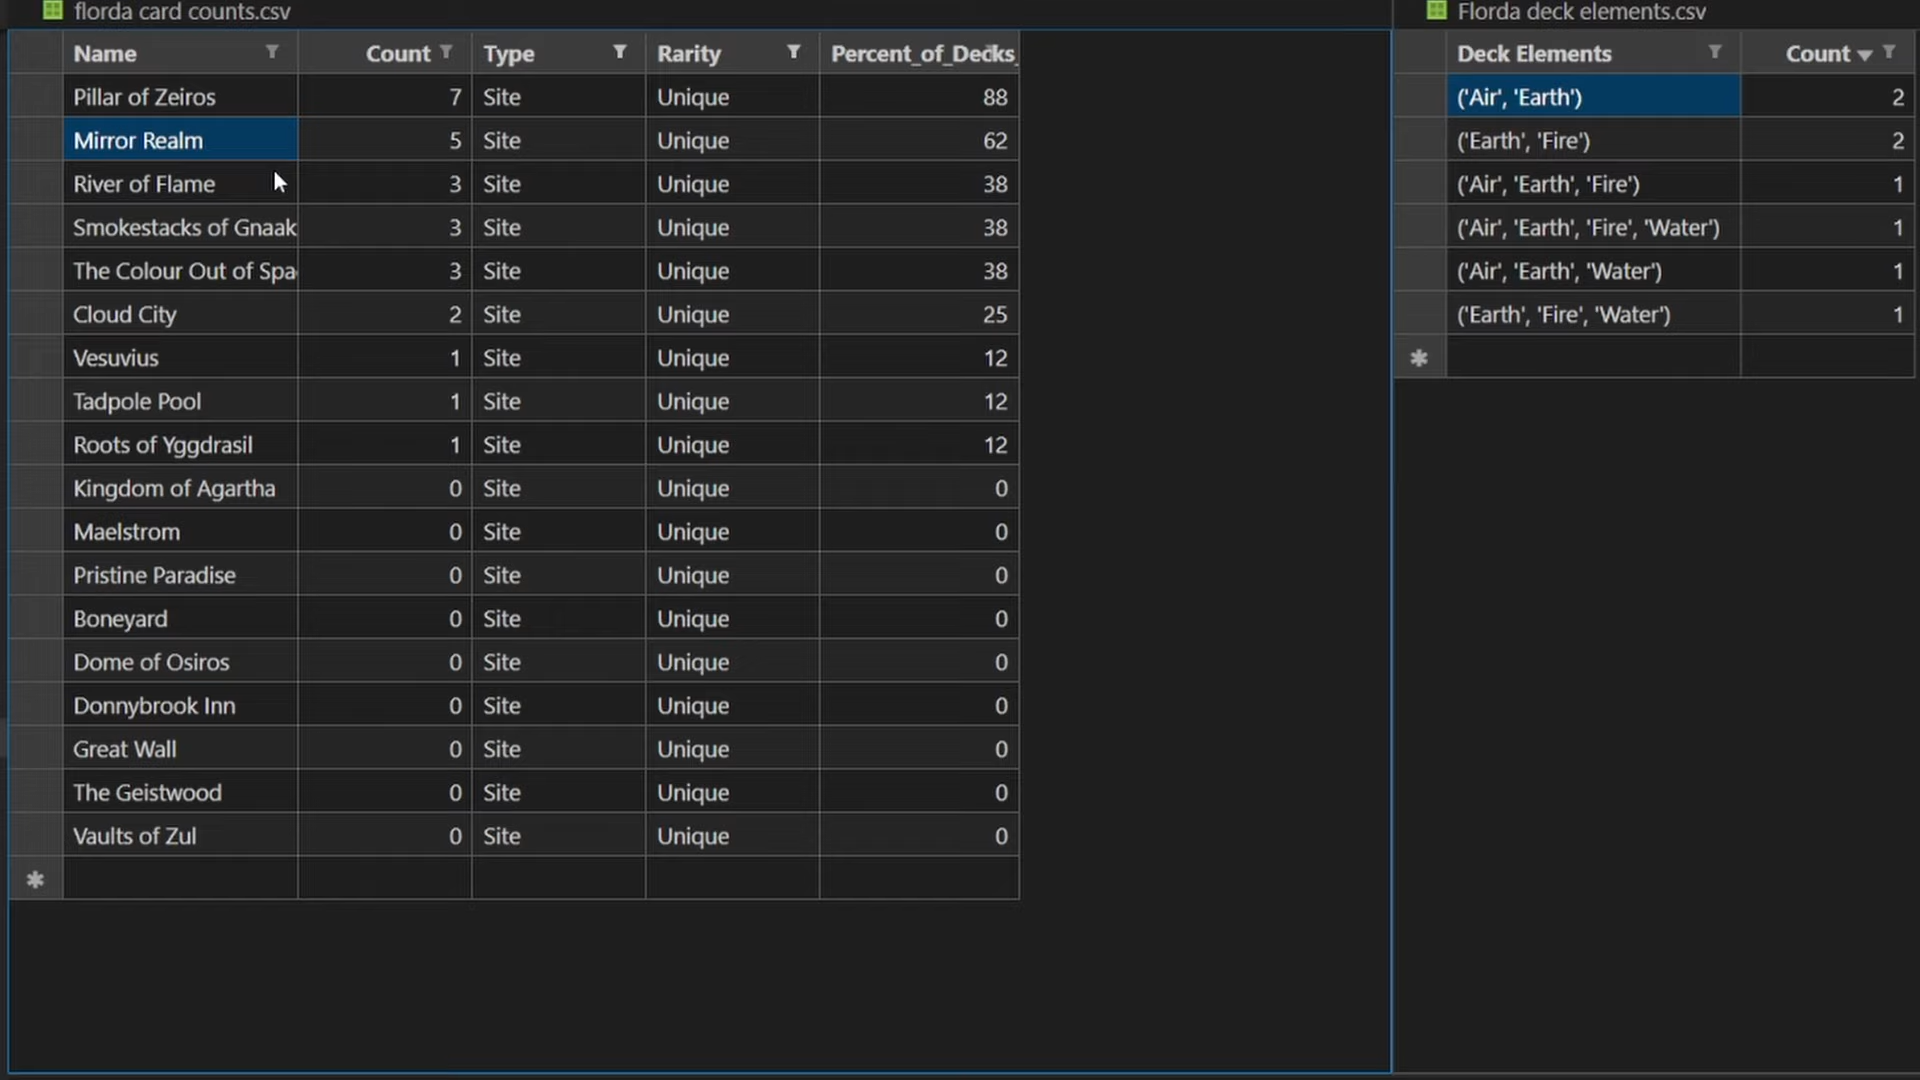 florda card counts.csv
Name Count Type Rarity Percent_of_Decks_
Pillar of Zeiros 7 Site Unique 88
Mirror Realm 5 Site Unique 62
River of Flame 3 Site Unique 38
Smokestacks of Gnaak 3 Site Unique 38
The Colour Out of Spa 3 Site Unique 38
Cloud City 2 Site Unique 25
Vesuvius 1 Site Unique 12
Tadpole Pool 1 Site Unique 12
Roots of Yggdrasil 1 Site Unique 12
Kingdom of Agartha 0 Site Unique 0
Maelstrom 0 Site Unique 0
Pristine Paradise 0 Site Unique 0
Boneyard 0 Site Unique 0
Dome of Osiros 0 Site Unique 0
Donnybrook Inn 0 Site Unique 0
Great Wall 0 Site Unique 0
The Geistwood 0 Site Unique 0
Vaults of Zul 0 Site Unique 0
Florda deck elements.csv
Deck Elements Count
('Air', 'Earth') 2
('Earth', 'Fire') 2
('Air', 'Earth', 'Fire') 1
('Air', 'Earth', 'Fire', 'Water') 1
('Air', 'Earth', 'Water') 1
('Earth', 'Fire', 'Water') 1